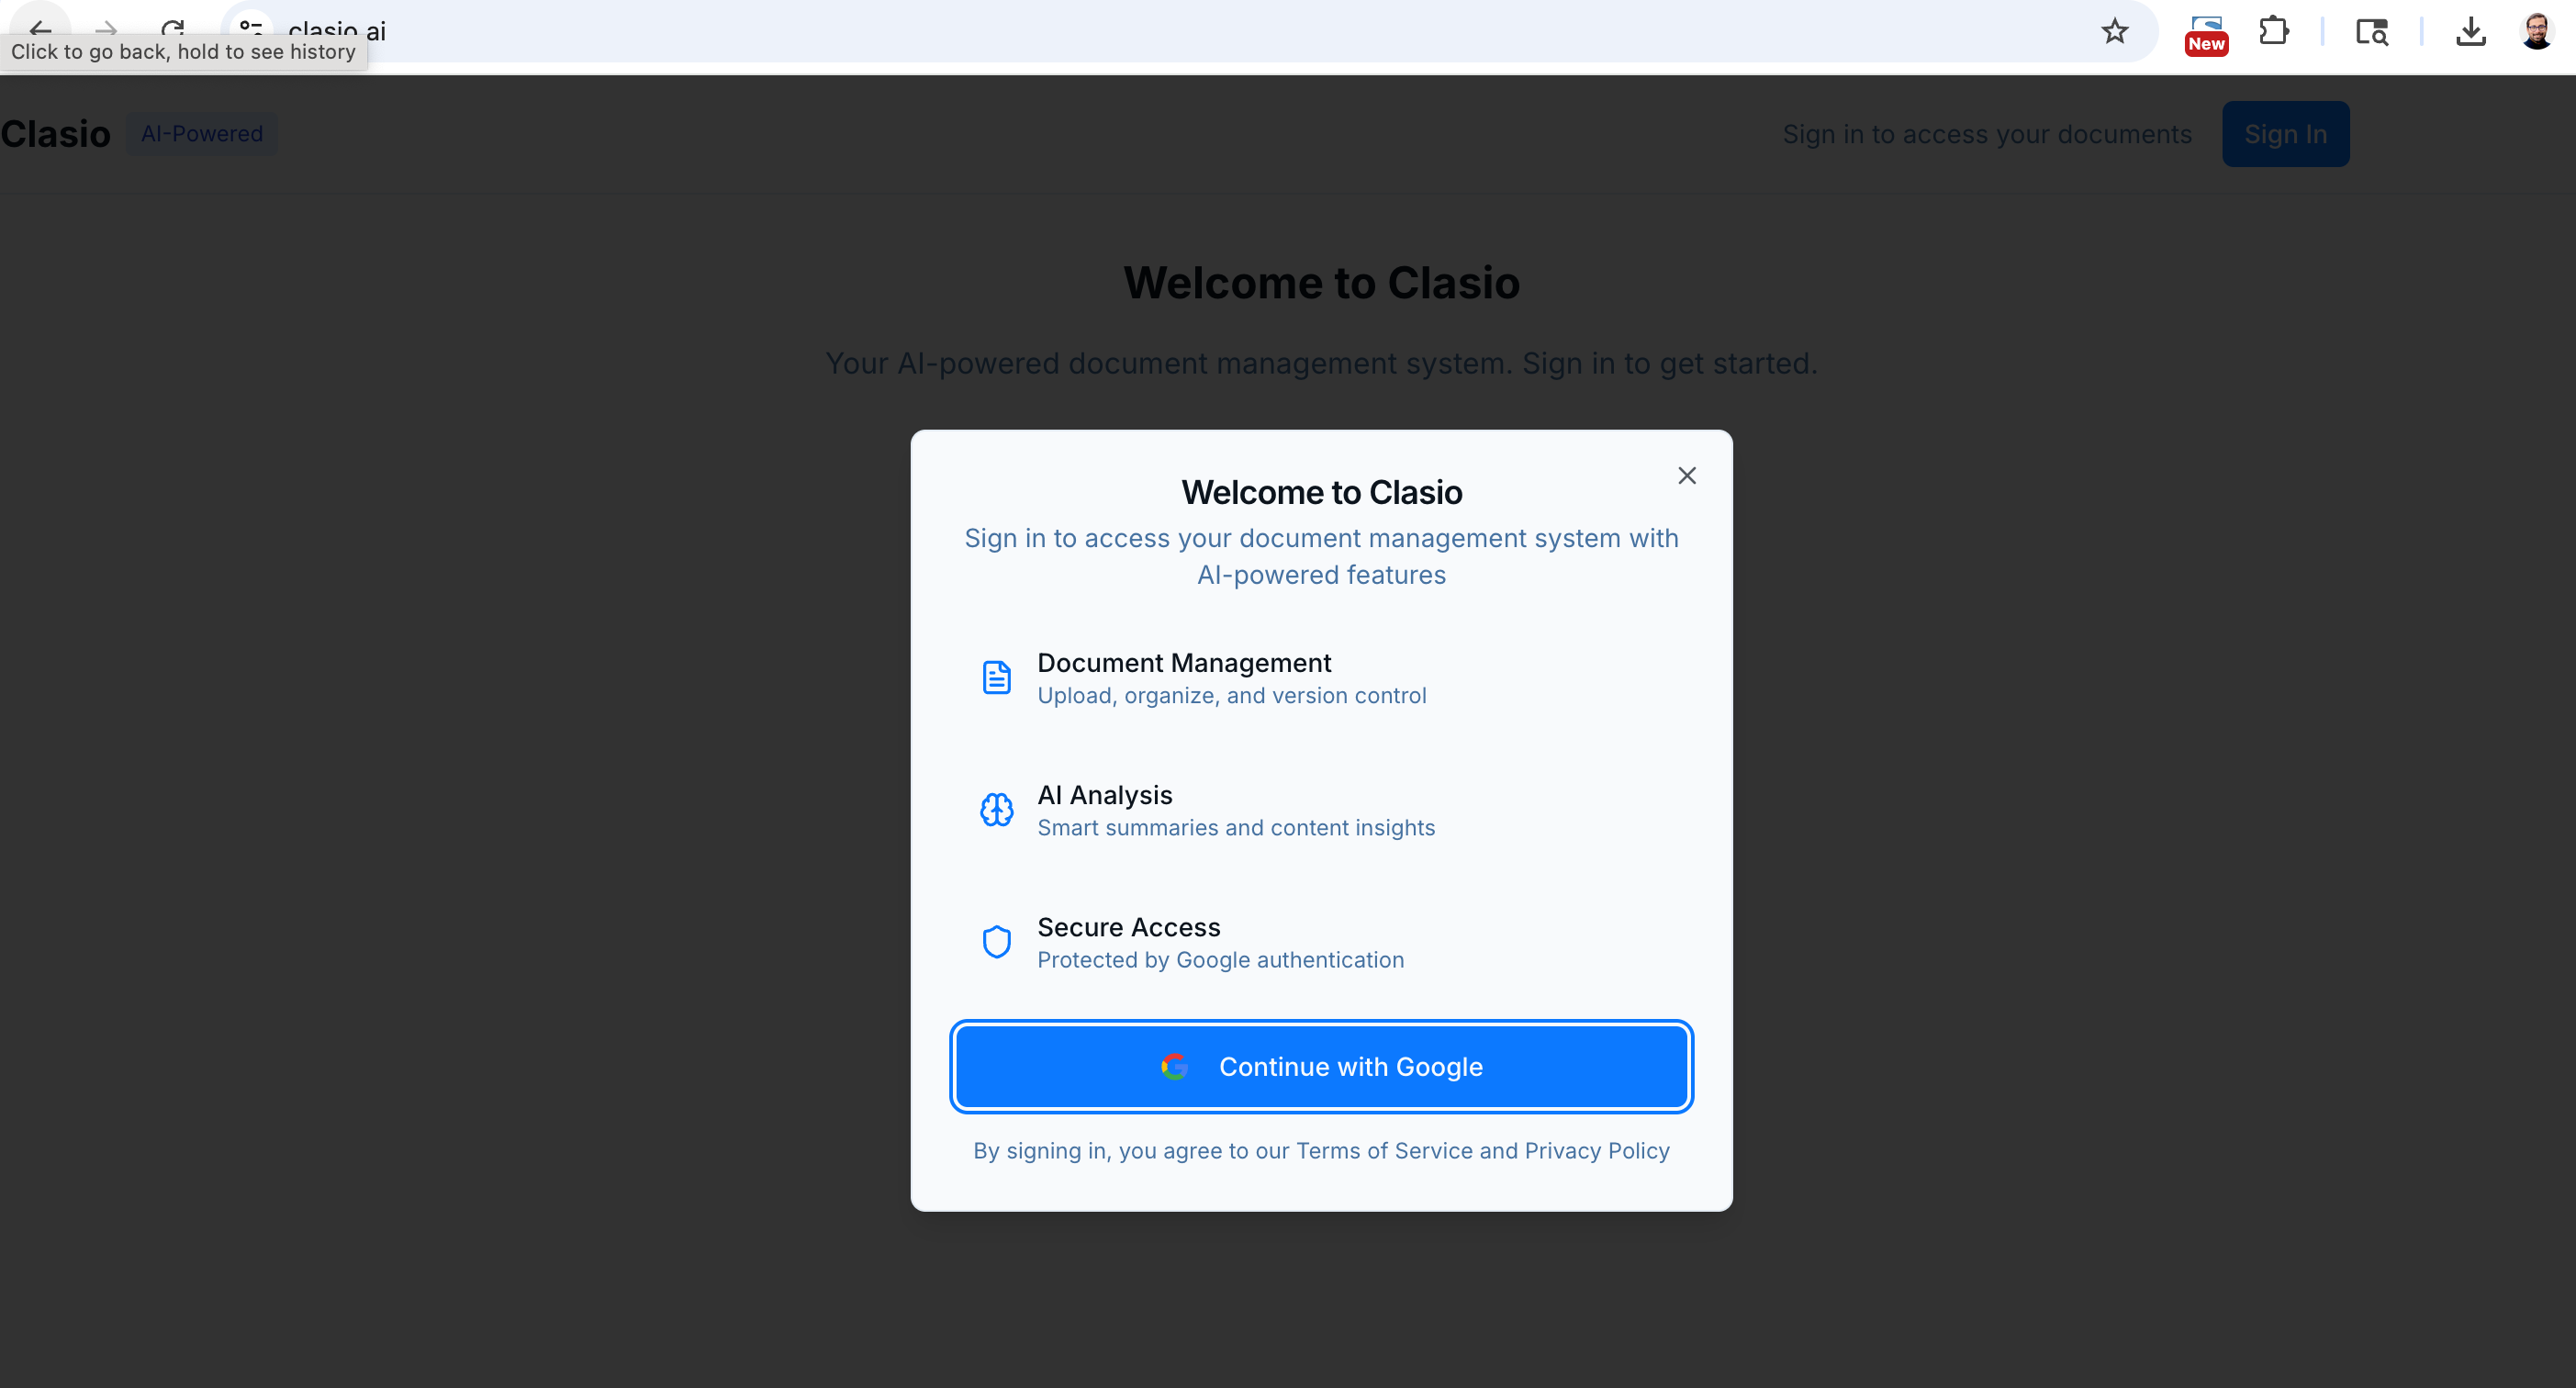 clasio.ai
New
Click to go back, hold to see history
Clasio
AI-Powered
Sign in to access your documents
Sign In
Welcome to Clasio
Your AI-powered document management system. Sign in to get started.
Welcome to Clasio
Sign in to access your document management system with
AI-powered features
Document Management
Upload, organize, and version control
AI Analysis
Smart summaries and content insights
Secure Access
Protected by Google authentication
Continue with Google
By signing in, you agree to our Terms of Service and Privacy Policy